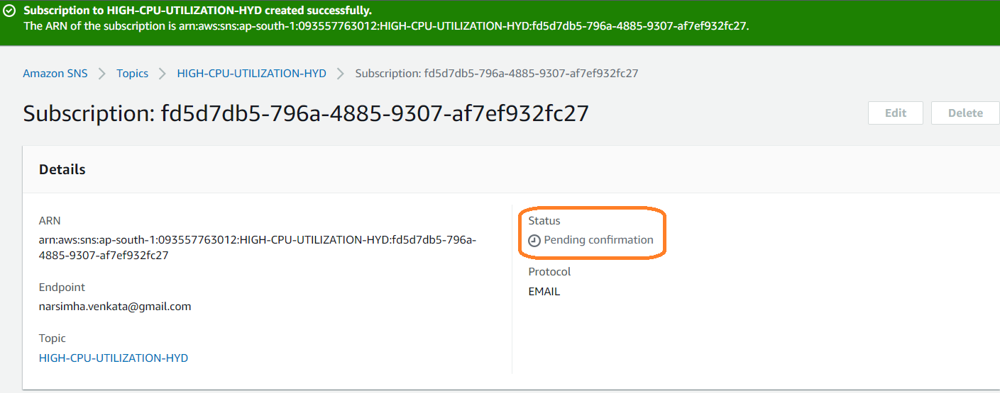 Subscription to HIGH-CPU-UTILIZATION-HYD created successfully.
The ARN of the subscription is arn:aws:sns:ap-south-1:093557763012:HIGH-CPU-UTILIZATION-HYD:fd5d7db5-796a-4885-9307-af7ef932fc27.
Amazon SNS > Topics > HIGH-CPU-UTILIZATION-HYD > Subscription: fd5d7db5-796a-4885-9307-af7ef932fc27
Subscription: fd5d7db5-796a-4885-9307-af7ef932fc27
Edit
Delete
Details
ARN
arn:aws:sns:ap-south-1:093557763012:HIGH-CPU-UTILIZATION-HYD:fd5d7db5-796a-
4885-9307-af7ef932fc27
Endpoint
narsimha.venkata@gmail.com
Topic
HIGH-CPU-UTILIZATION-HYD
Status
Pending confirmation
Protocol
EMAIL